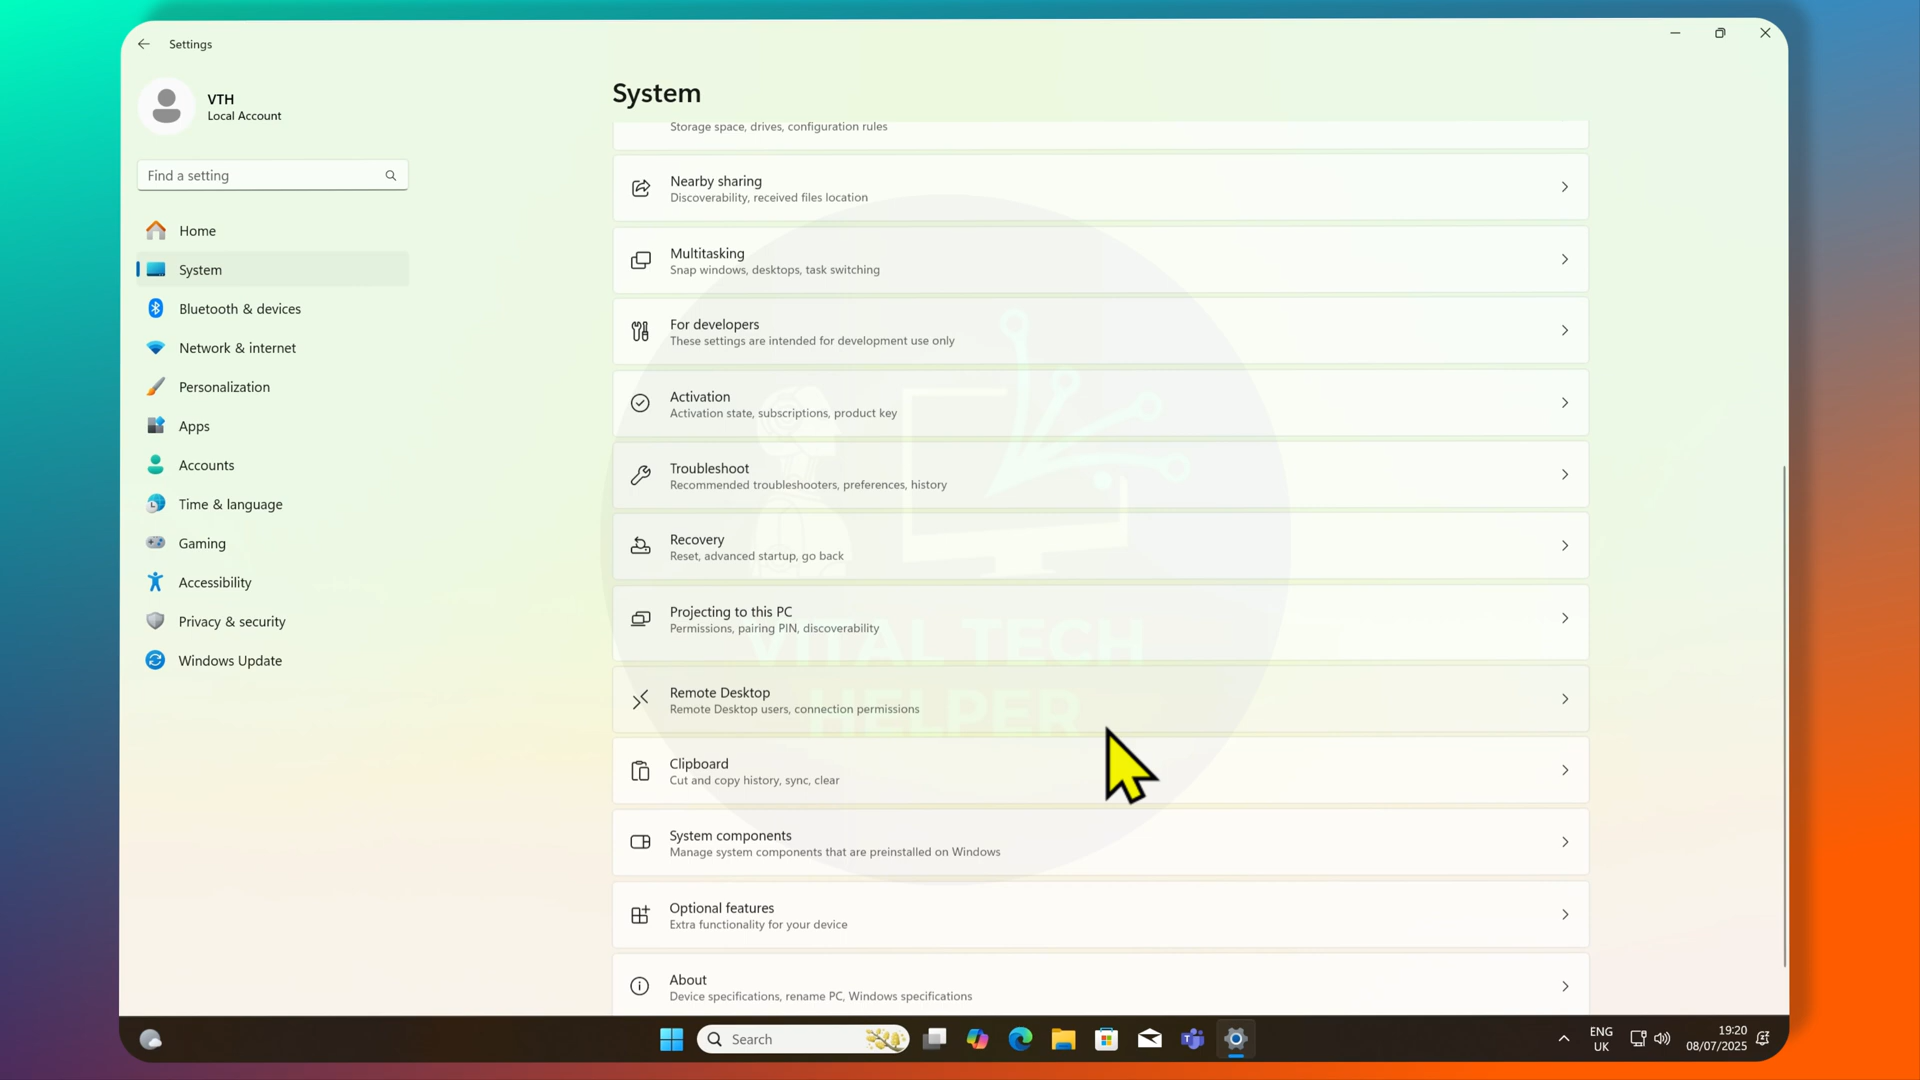 Settings
VTH
Local Account
Find a setting
Home
System
Bluetooth & devices
Network & internet
Personalization
Apps
Accounts
Time & language
Gaming
Accessibility
Privacy & security
Windows Update
System
Storage space, drives, configuration rules
Nearby sharing
Discoverability, received files location
Multitasking
Snap windows, desktops, task switching
For developers
These settings are intended for development use only
Activation
Activation state, subscriptions, product key
Troubleshoot
Recommended troubleshooters, preferences, history
Recovery
Reset, advanced startup, go back
Projecting to this PC
Permissions, pairing PIN, discoverability
VITAL TECH
HELPER
Remote Desktop
Remote Desktop users, connection permissions
Clipboard
Cut and copy history, sync, clear
System components
Manage system components that are preinstalled on Windows
Optional features
Extra functionality for your device
About
Device specifications, rename PC, Windows specifications
Search
ENG
UK
19:20
08/07/2025